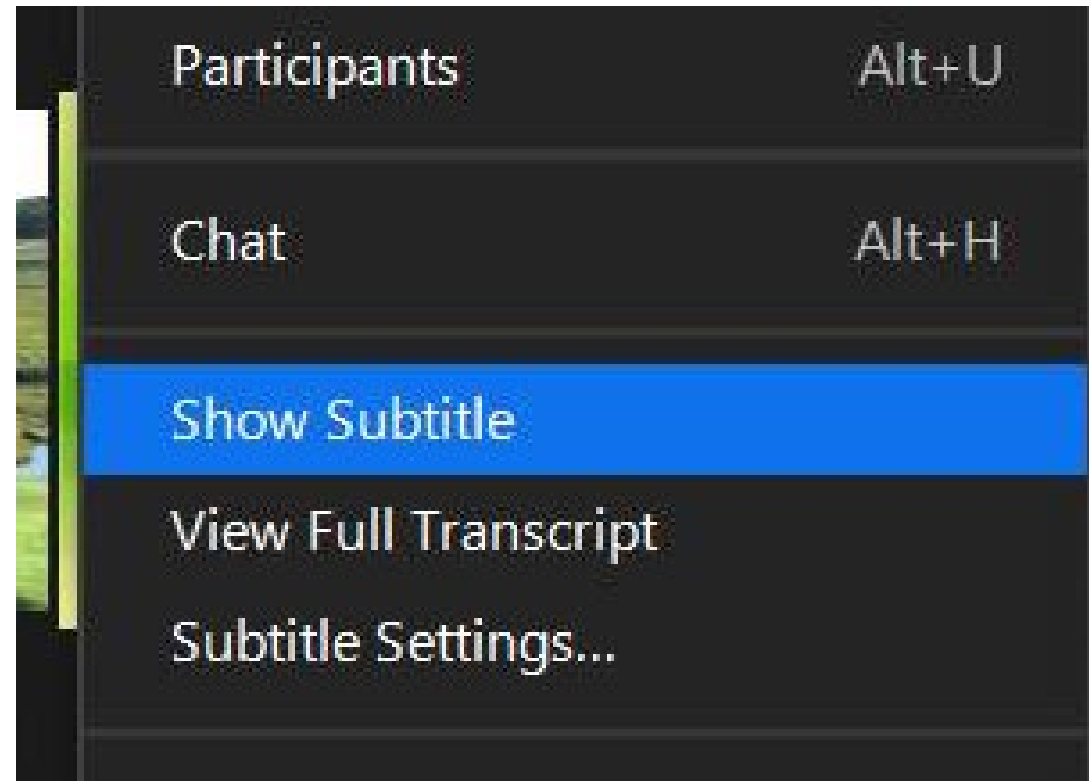 Participants Alt+U
Chat Alt+H
Show Subtitle
View Full Transcript
Subtitle Settings...